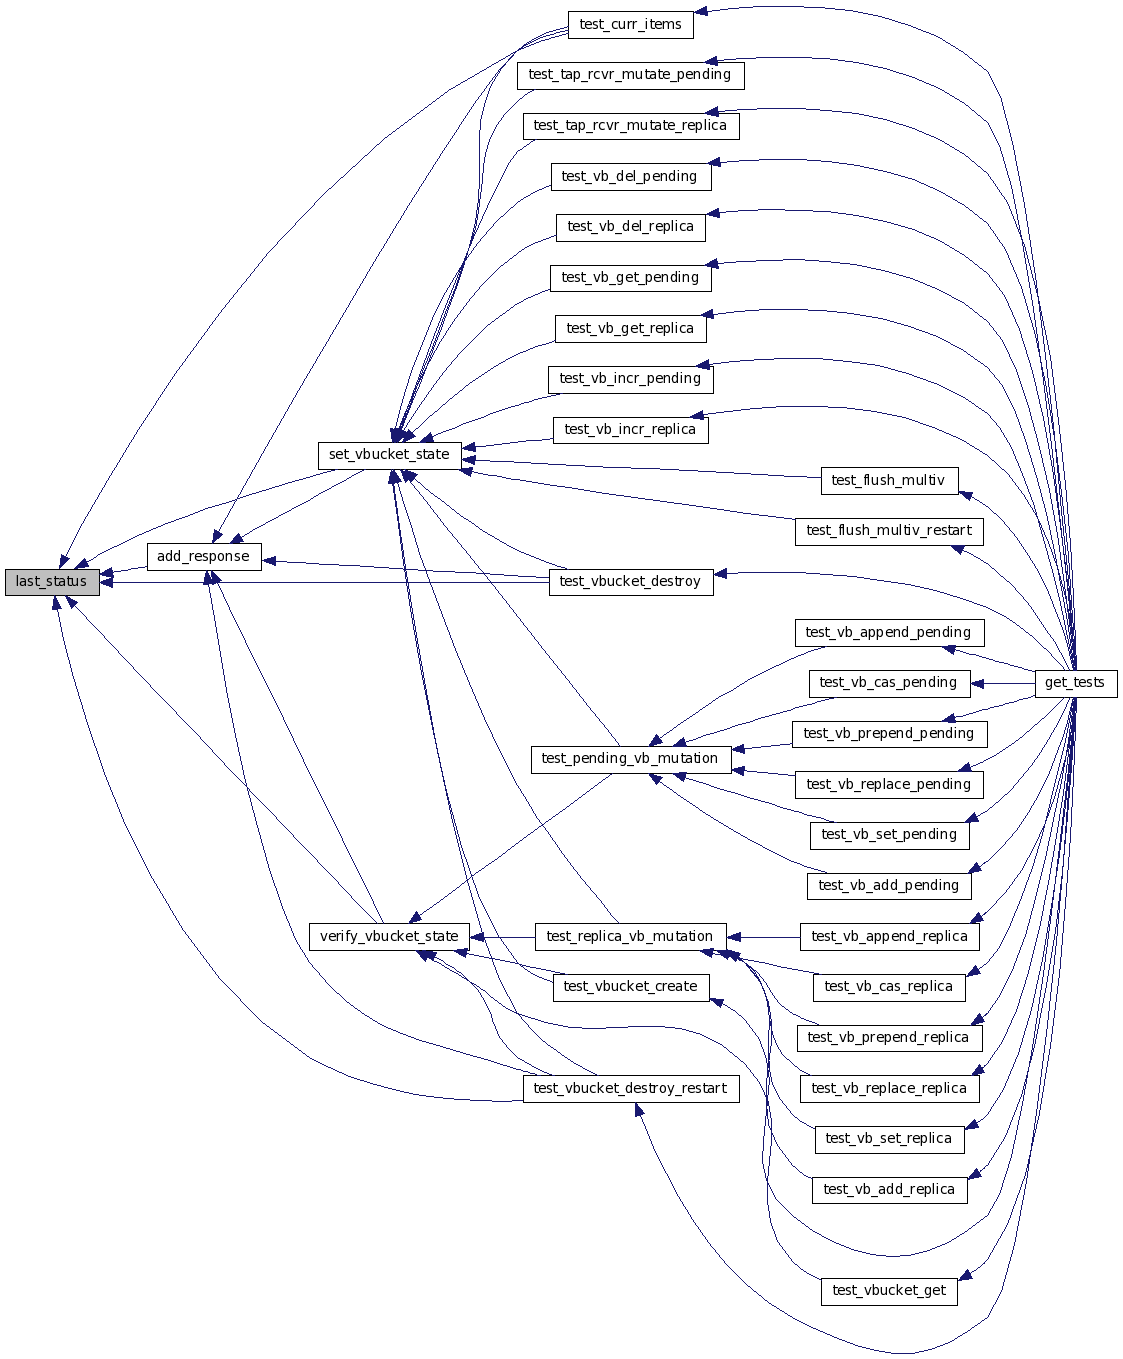 test_curr_items
test_tap_rcvr_mutate_pending
test_tap_rcvr_mutate_replica
test_vb_del_pending
test_vb_del_replica
test_vb_get_pending
test_vb_get_replica
test_vb_incr_pending
test_vb_incr_replica
set_vbucket_state
test_flush_multiv
test_flush_multiv_restart
add_response
last_status
test_vbucket_destroy
test_vb_append_pending
test_vb_cas_pending
get_tests
test_vb_prepend_pending
test_pending_vb_mutation
test_vb_replace_pending
test_vb_set_pending
test_vb_add_pending
verify_vbucket_state
test_replica_vb_mutation
test_vb_append_replica
test_vbucket_create
test_vb_cas_replica
test_vb_prepend_replica
test_vbucket_destroy_restart
test_vb_replace_replica
test_vb_set_replica
test_vb_add_replica
test_vbucket_get